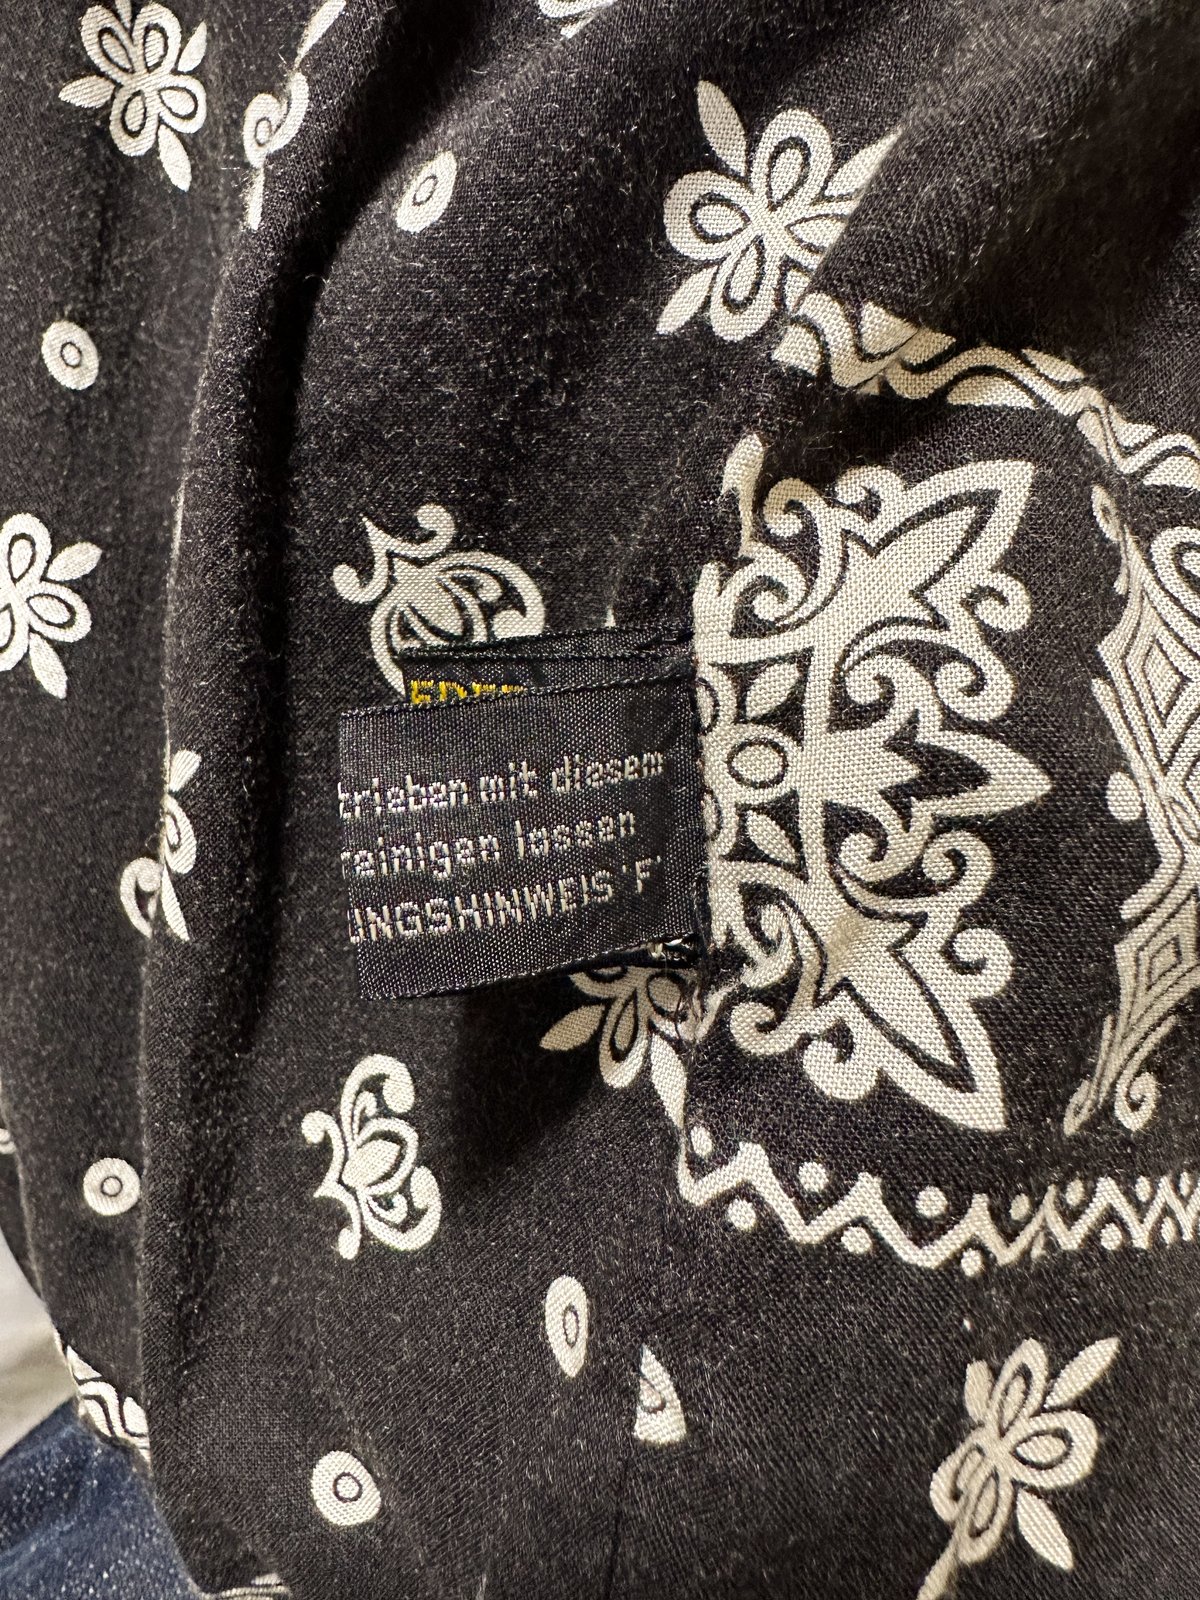 trieben mit diesem
reinigen lassen
UNGSHINWEIS 'F'